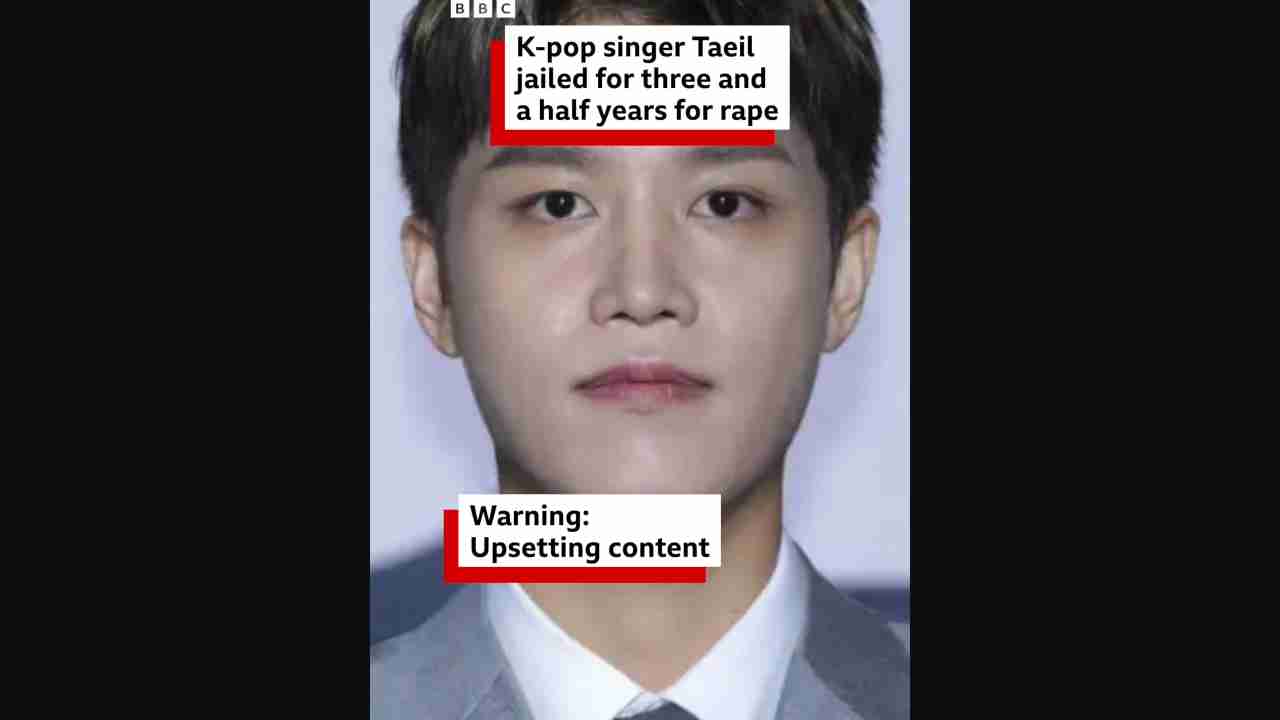 BBC
K-pop singer Taeil
jailed for three and
a half years for rape
Warning:
Upsetting content